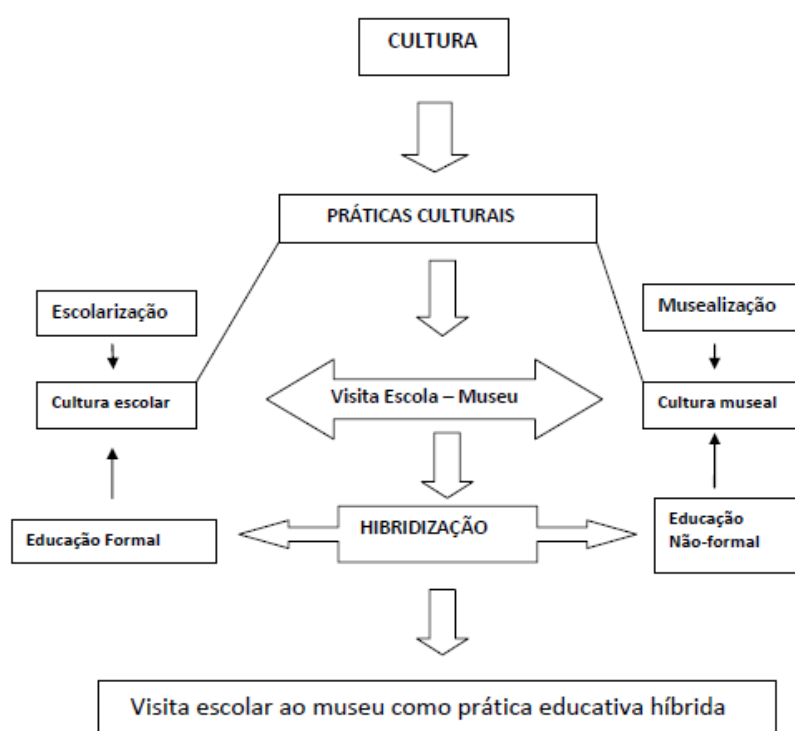 CULTURA
PRÁTICAS CULTURAIS
Escolarização
Musealização
Cultura escolar
Visita Escola – Museu
Cultura museal
Educação Formal
HIBRIDIZAÇÃO
Educação
Não-formal
Visita escolar ao museu como prática educativa híbrida